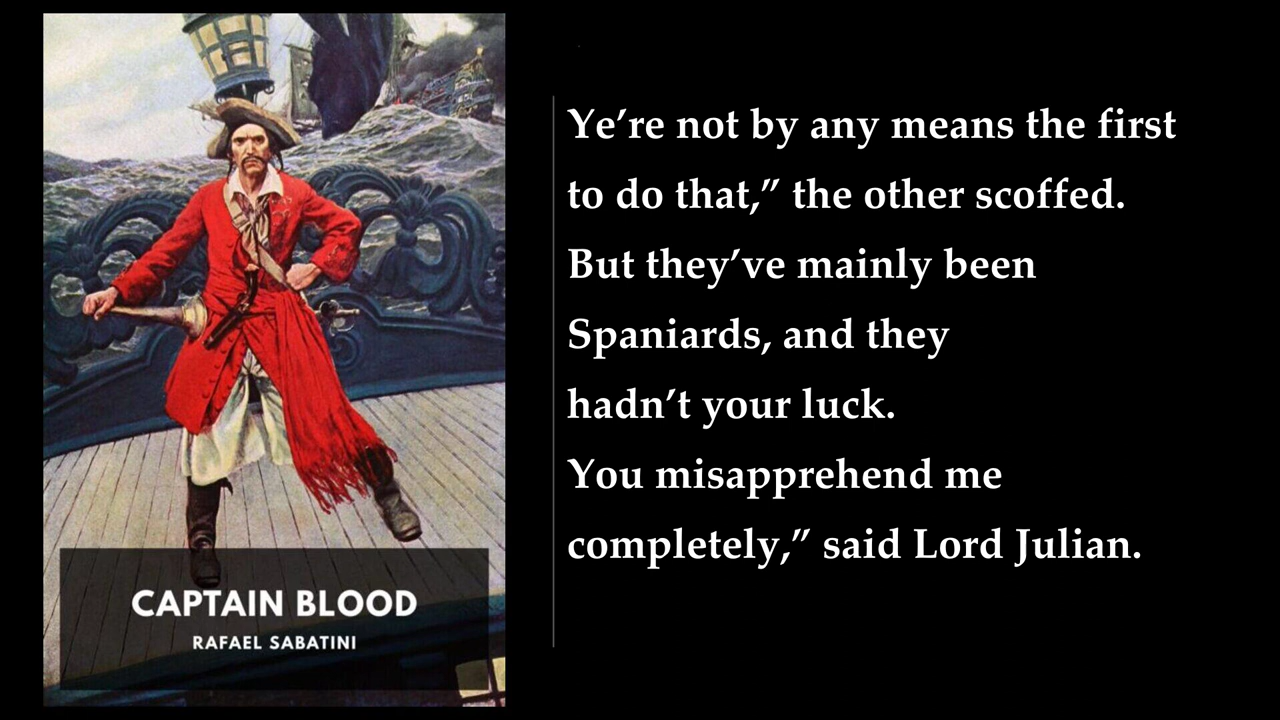 CAPTAIN BLOOD
RAFAEL SABATINI
Ye’re not by any means the first
to do that,” the other scoffed.
But they’ve mainly been
Spaniards, and they
hadn’t your luck.
You misapprehend me
completely,” said Lord Julian.